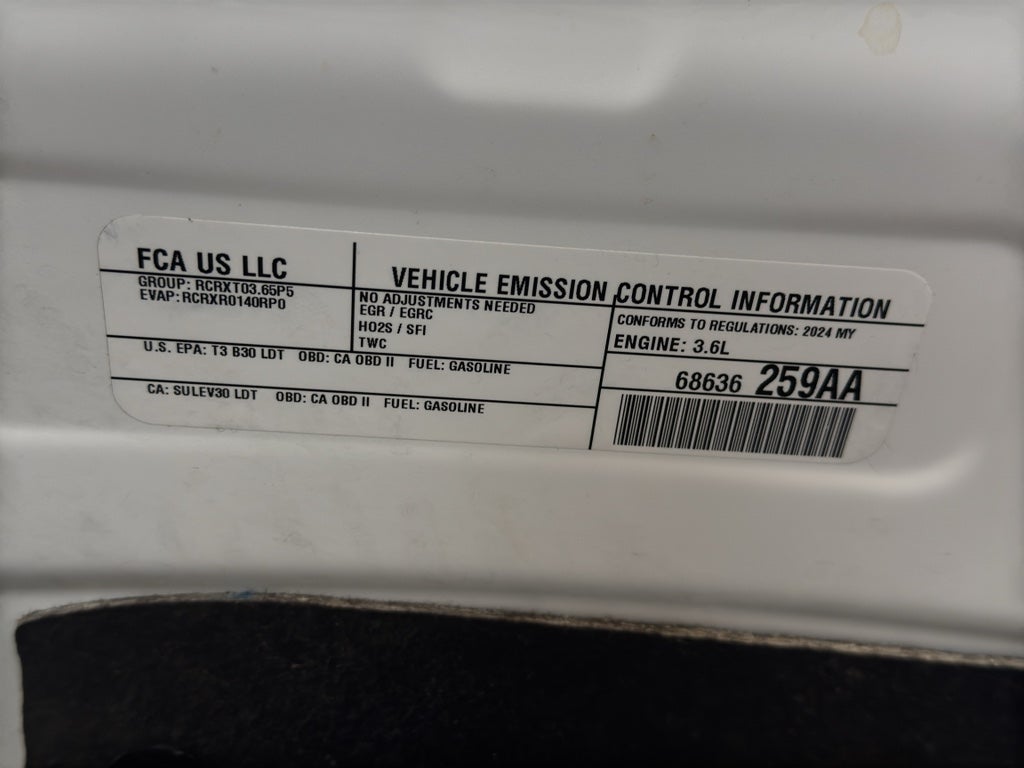 FCA US LLC
VEHICLE EMISSION CONTROL INFORMATION
GROUP: RCRXT03.65P5
EVAP: RCRXR0140RP0
NO ADJUSTMENTS NEEDED
EGR / EGRC
HO2S / SFI
TWC
CONFORMS TO REGULATIONS: 2024 MY
ENGINE: 3.6L
U.S. EPA: T3 B30 LDT OBD: CA OBD II FUEL: GASOLINE
68636 259AA
CA: SULEV30 LDT OBD: CA OBD II FUEL: GASOLINE